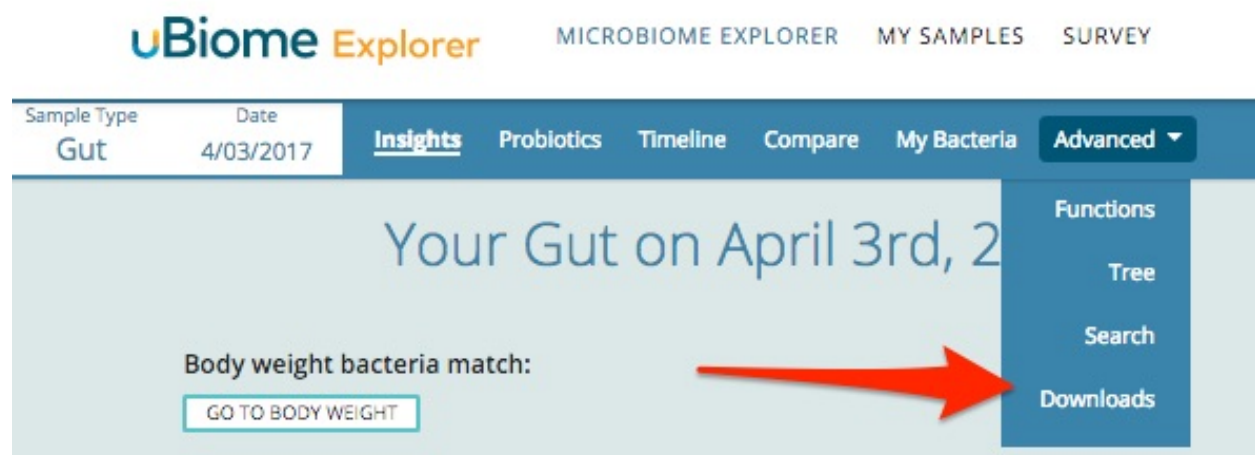 uBiome Explorer MICROBIOME EXPLORER MY SAMPLES SURVEY
Sample Type Date
Gut 4/03/2017 Insights Probiotics Timeline Compare My Bacteria Advanced
Functions
Your Gut on April 3rd, 2
Tree
Search
Body weight bacteria match:
Downloads
GO TO BODY WEIGHT